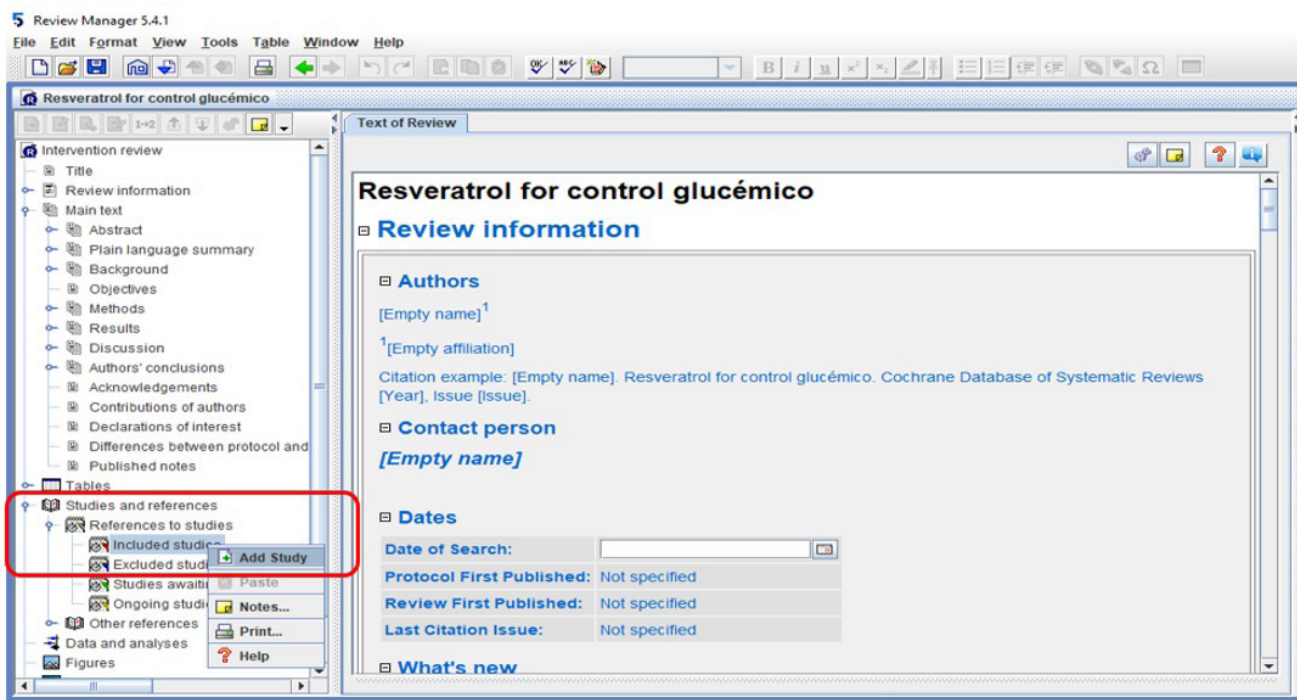 5 Review Manager 5.4.1
File Edit Format View Tools Table Window Help
Resveratrol for control glucémico
Intervention review
Title
Review information
Main text
Abstract
Plain language summary
Background
Objectives
Methods
Results
Discussion
Authors' conclusions
Acknowledgements
Contributions of authors
Declarations of interest
Differences between protocol and
Published notes
Tables
Studies and references
References to studies
Included studies
Excluded studi
Studies awaiti
Ongoing studi
Other references
Data and analyses
Figures
Add Study
Paste
Notes...
Print...
Help
Text of Review
Resveratrol for control glucémico
Review information
Authors
[Empty name]1
1[Empty affiliation]
Citation example: [Empty name]. Resveratrol for control glucémico. Cochrane Database of Systematic Reviews
[Year], Issue [Issue].
Contact person
[Empty name]
Dates
Date of Search:
Protocol First Published: Not specified
Review First Published: Not specified
Last Citation Issue: Not specified
What's new